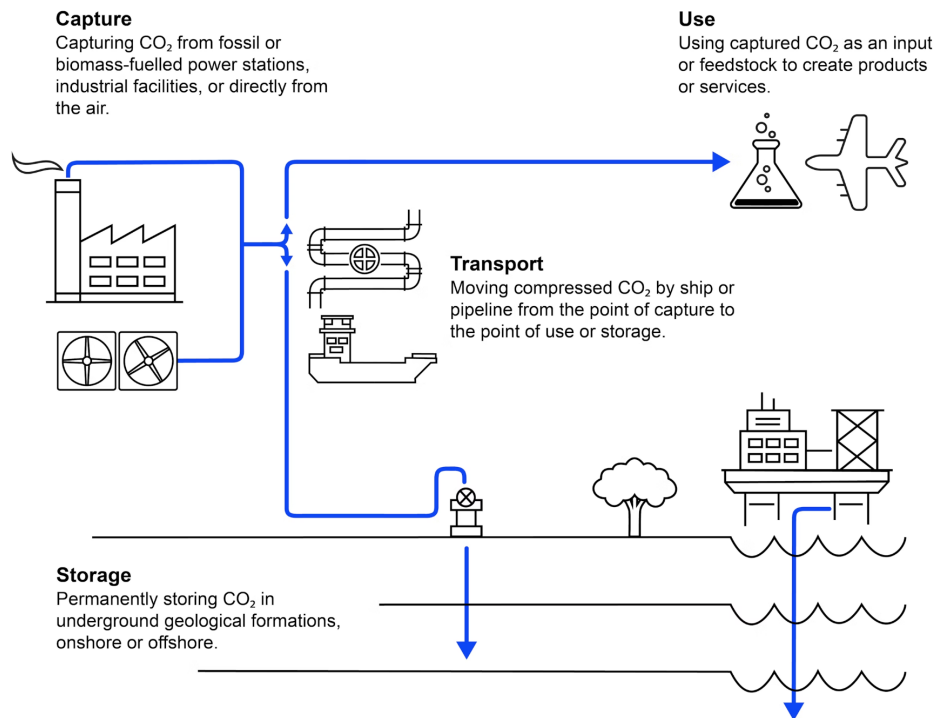 Capture
Capturing CO₂ from fossil or
biomass-fuelled power stations,
industrial facilities, or directly from
the air.
Use
Using captured CO₂ as an input
or feedstock to create products
or services.
Transport
Moving compressed CO₂ by ship or
pipeline from the point of capture to
the point of use or storage.
Storage
Permanently storing CO₂ in
underground geological formations,
onshore or offshore.